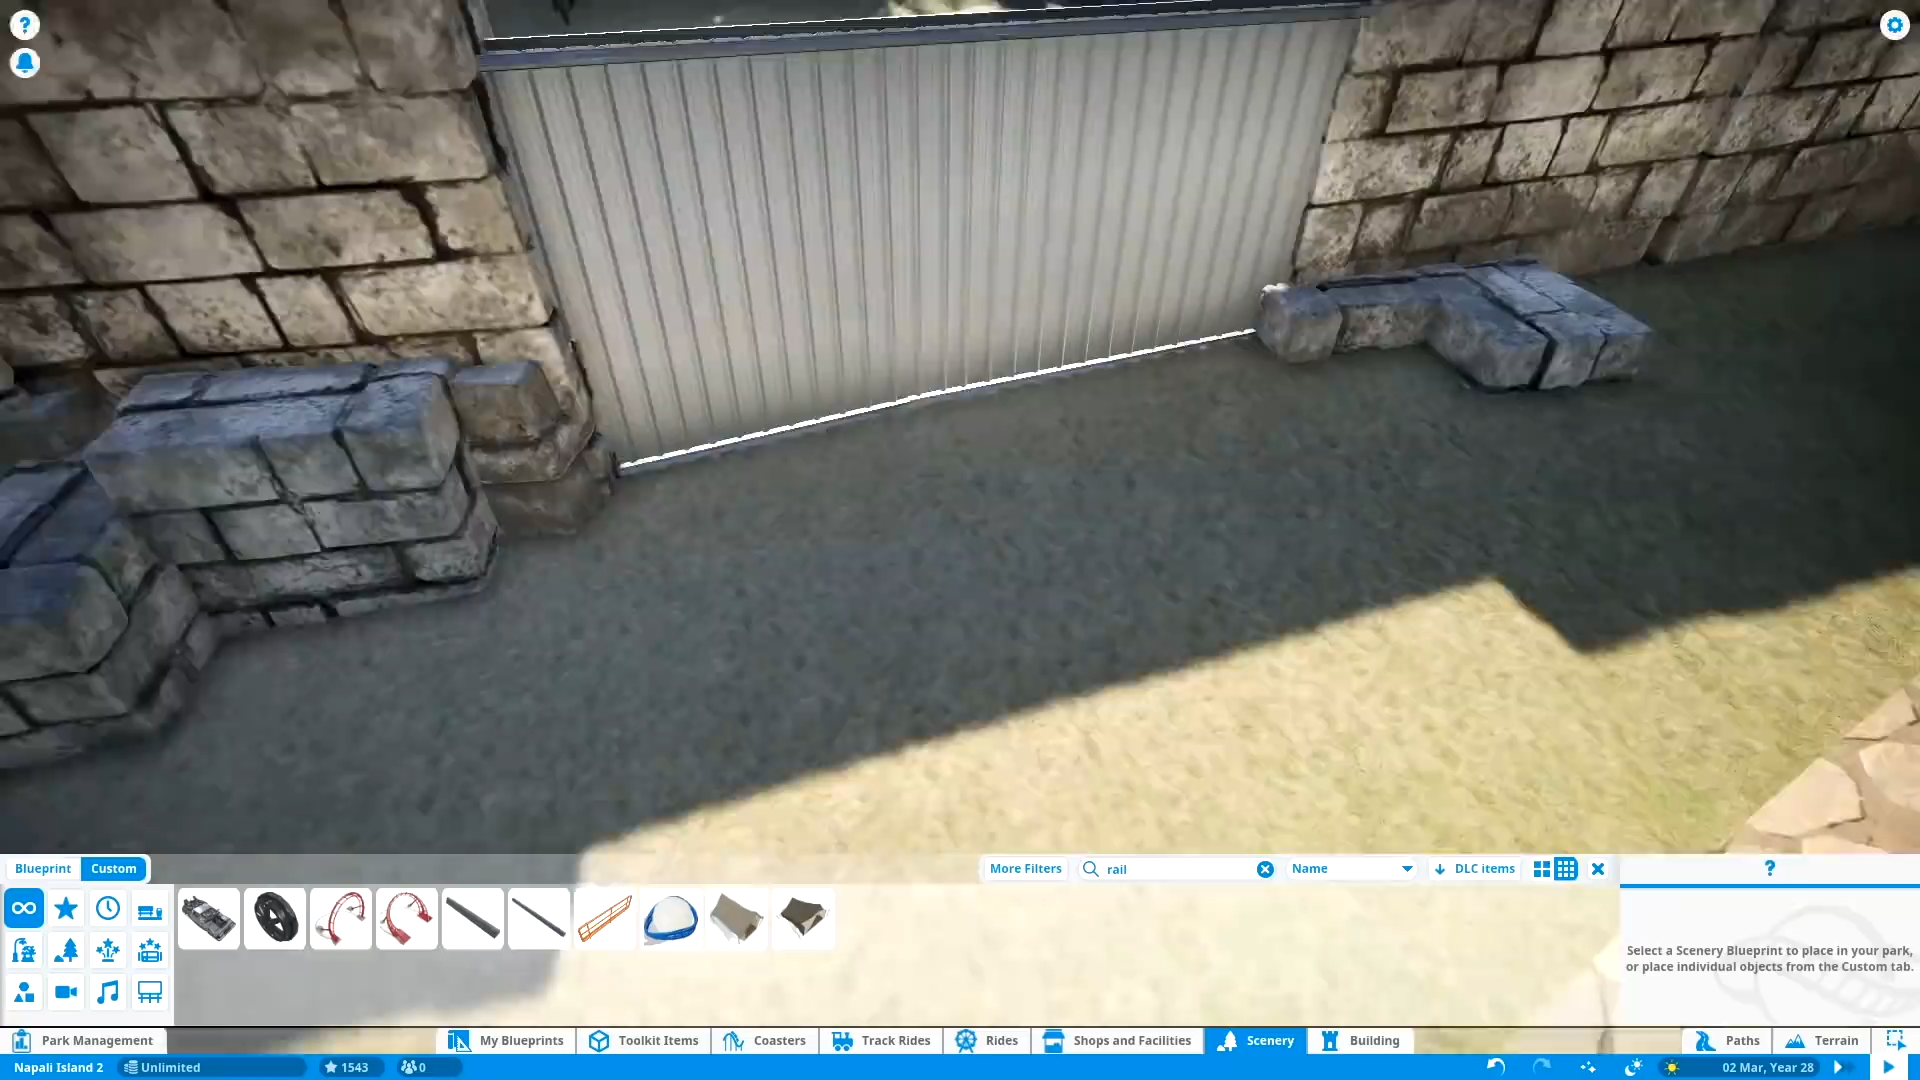 ?
Blueprint
Custom
More Filters
rail
Name
DLC items
?
Select a Scenery Blueprint to place in your park,
or place individual objects from the Custom tab.
Park Management
My Blueprints
Toolkit Items
Coasters
Track Rides
Rides
Shops and Facilities
Scenery
Building
Paths
Terrain
Napali Island 2
Unlimited
1543
0
02 Mar, Year 28